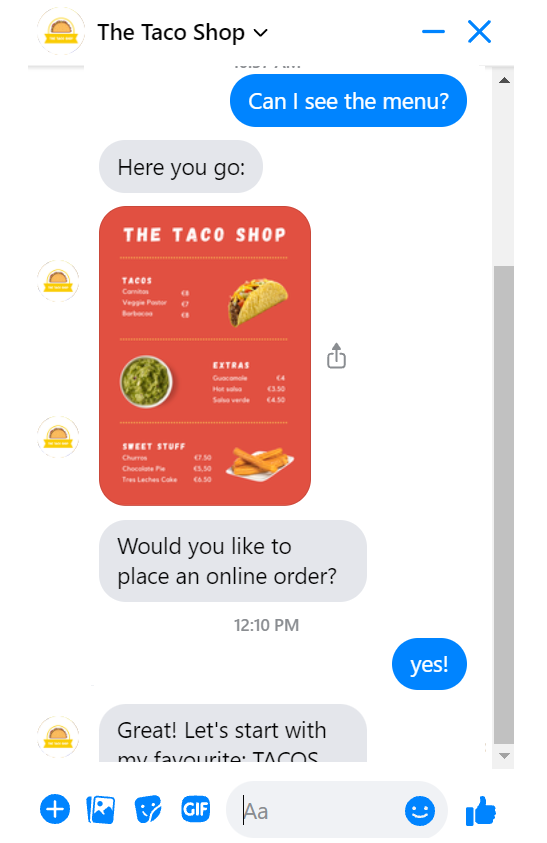 The Taco Shop
Can I see the menu?
Here you go:
THE TACO SHOP
TACOS
Carnitas €8
Veggie Pastor €7
Barbacoa €8
EXTRAS
Guacamole €4
Hot salsa €3.50
Salsa verde €4.50
SWEET STUFF
Churros €7.50
Chocolate Pie €5,50
Tres Leches Cake €6.50
Would you like to
place an online order?
12:10 PM
yes!
Great! Let's start with
my favourite: TACOS
GIF
Aa